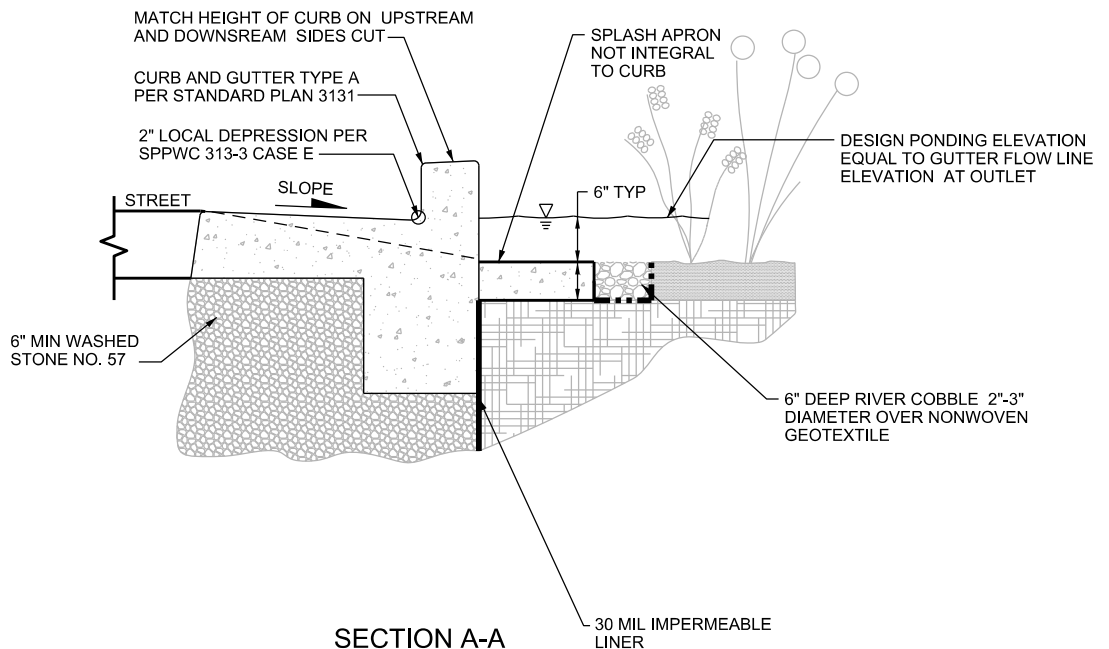 MATCH HEIGHT OF CURB ON UPSTREAM
AND DOWNSREAM SIDES CUT
CURB AND GUTTER TYPE A
PER STANDARD PLAN 3131
2" LOCAL DEPRESSION PER
SPPWC 313-3 CASE E
STREET
SLOPE
6" MIN WASHED
STONE NO. 57
SPLASH APRON
NOT INTEGRAL
TO CURB
6" TYP
DESIGN PONDING ELEVATION
EQUAL TO GUTTER FLOW LINE
ELEVATION AT OUTLET
6" DEEP RIVER COBBLE 2"-3"
DIAMETER OVER NONWOVEN
GEOTEXTILE
30 MIL IMPERMEABLE
LINER
SECTION A-A